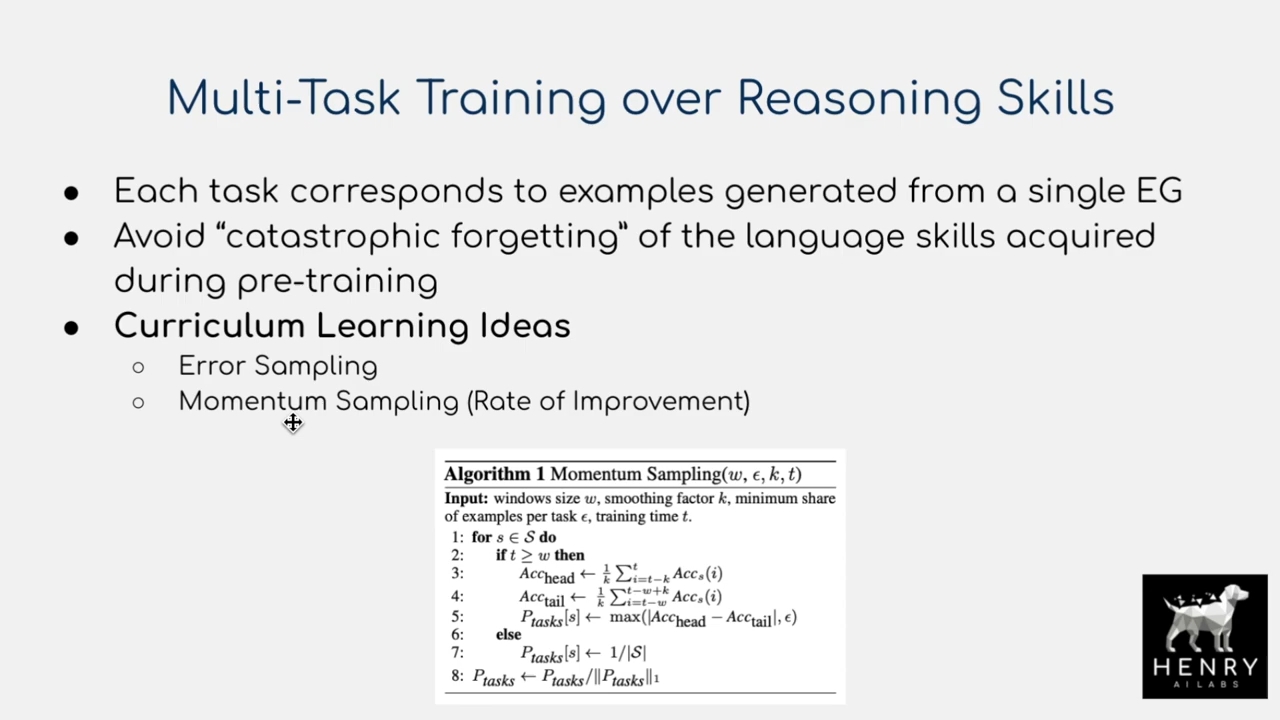 Multi-Task Training over Reasoning Skills
● Each task corresponds to examples generated from a single EG
● Avoid “catastrophic forgetting” of the language skills acquired
during pre-training
● Curriculum Learning Ideas
○ Error Sampling
○ Momentum Sampling (Rate of Improvement)
Algorithm 1 Momentum Sampling(w, ϵ, k, t)
Input: windows size w, smoothing factor k, minimum share
of examples per task ϵ, training time t.
1: for s ∈ S do
2: if t ≥ w then
3: Acc_head ← 1/k ∑_{i=t−k}^{t} Acc_s(i)
4: Acc_tail ← 1/k ∑_{i=t−w}^{t−w+k} Acc_s(i)
5: P_tasks[s] ← max(|Acc_head − Acc_tail|, ϵ)
6: else
7: P_tasks[s] ← 1/|S|
8: P_tasks ← P_tasks/‖P_tasks‖_1
HENRY
AI LABS